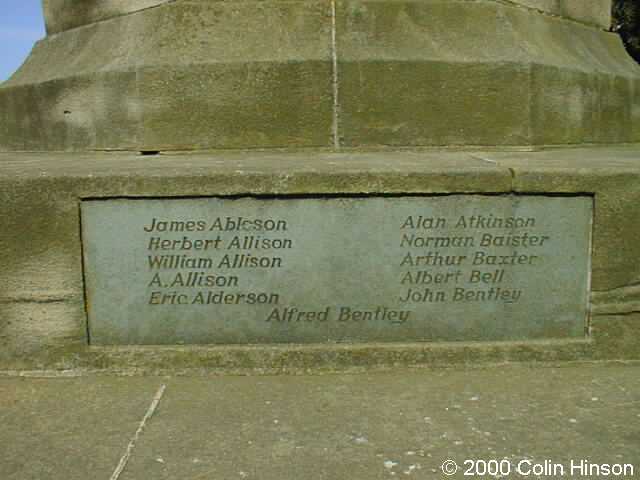 James Ableson
Herbert Allison
William Allison
A. Allison
Eric Alderson
Alan Atkinson
Norman Baister
Arthur Baxter
Albert Bell
John Bentley
Alfred Bentley
© 2000 Colin Hinson